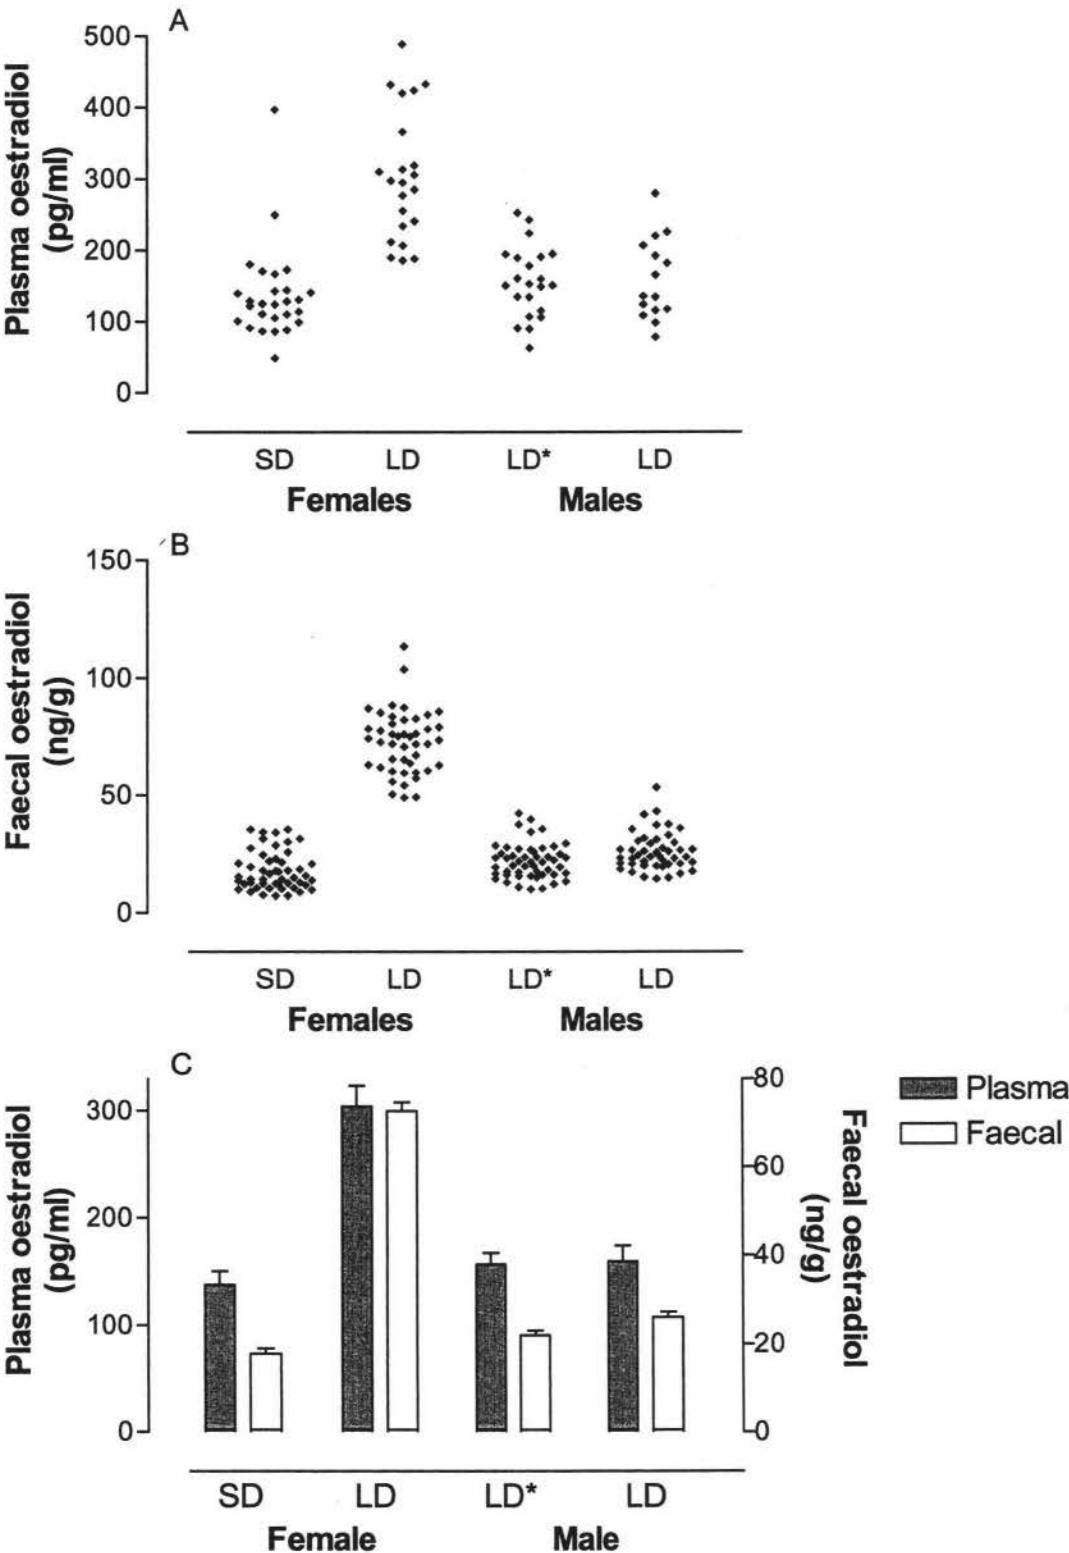 A
Plasma oestradiol
(pg/ml)
500
400
300
200
100
0
SD LD LD* LD
Females Males
B
Faecal oestradiol
(ng/g)
150
100
50
0
SD LD LD* LD
Females Males
C
Plasma oestradiol
(pg/ml)
300
200
100
0
80
60
40
20
0
Faecal oestradiol
(ng/g)
Plasma
Faecal
SD LD LD* LD
Female Male